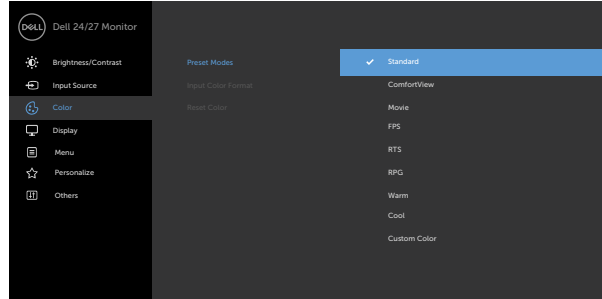 DELL Dell 24/27 Monitor
Brightness/Contrast
Input Source
Color
Display
Menu
Personalize
Others
Preset Modes
Input Color Format
Reset Color
Standard
ComfortView
Movie
FPS
RTS
RPG
Warm
Cool
Custom Color